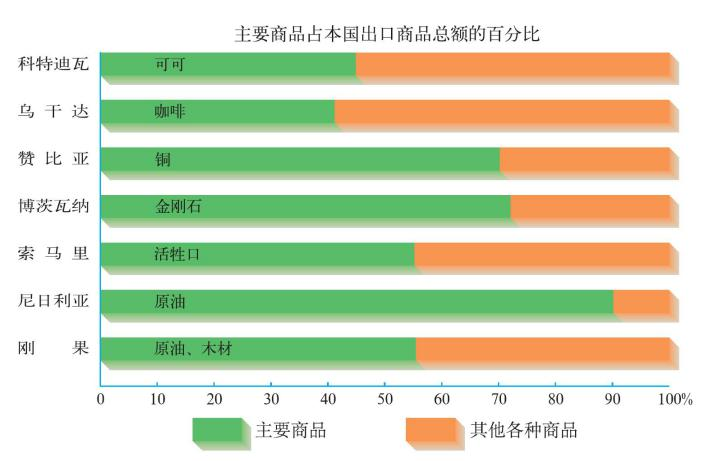 主要商品占本国出口商品总额的百分比
科特迪瓦 可可
乌干达 咖啡
赞比亚 铜
博茨瓦纳 金刚石
索马里 活牲口
尼日利亚 原油
刚果 原油、木材
0 10 20 30 40 50 60 70 80 90 100%
主要商品 其他各种商品